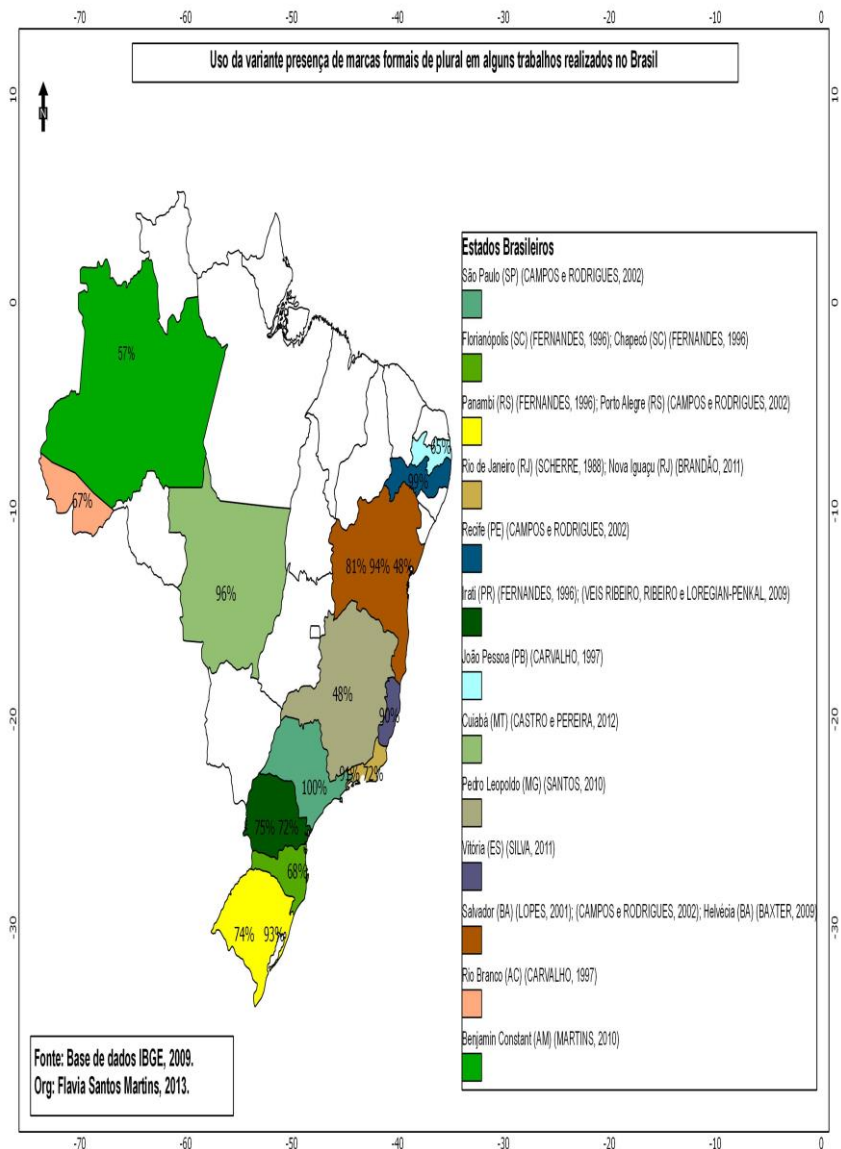 -70 -60 -50 -40 -30 -20 -10 0
Uso da variante presença de marcas formais de plural em alguns trabalhos realizados no Brasil
10 10
N
0 0
-10 -10
-20 -20
-30 -30
57%
65%
99%
67%
81% 94% 48%
96%
48%
90%
91% 72%
100%
75% 72%
68%
74% 93%
Estados Brasileiros
São Paulo (SP) (CAMPOS e RODRIGUES, 2002)
Florianópolis (SC) (FERNANDES, 1996); Chapecó (SC) (FERNANDES, 1996)
Panambi (RS) (FERNANDES, 1996); Porto Alegre (RS) (CAMPOS e RODRIGUES, 2002)
Rio de Janeiro (RJ) (SCHERRE, 1988); Nova Iguaçu (RJ) (BRANDÃO, 2011)
Recife (PE) (CAMPOS e RODRIGUES, 2002)
Irati (PR) (FERNANDES, 1996); (VEIS RIBEIRO, RIBEIRO e LOREGIAN-PENKAL, 2009)
João Pessoa (PB) (CARVALHO, 1997)
Cuiabá (MT) (CASTRO e PEREIRA, 2012)
Pedro Leopoldo (MG) (SANTOS, 2010)
Vitória (ES) (SILVA, 2011)
Salvador (BA) (LOPES, 2001); (CAMPOS e RODRIGUES, 2002); Helvécia (BA) (BAXTER, 2009)
Rio Branco (AC) (CARVALHO, 1997)
Benjamin Constant (AM) (MARTINS, 2010)
Fonte: Base de dados IBGE, 2009.
Org: Flavia Santos Martins, 2013.
-70 -60 -50 -40 -30 -20 -10 0